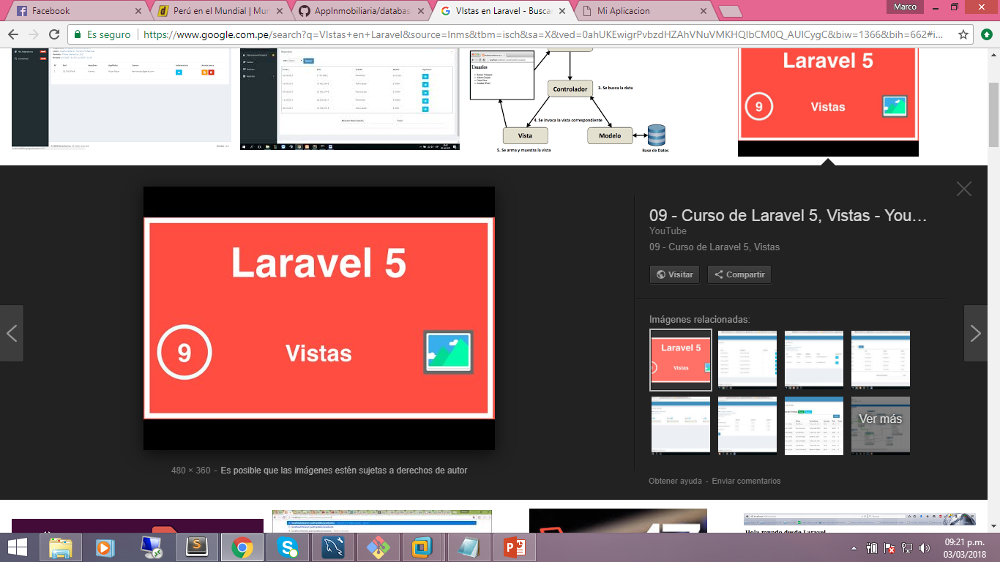 Marco
Facebook
Perú en el Mundial | Mun
AppInmobiliaria/databas
VIstas en Laravel - Busca
Mi Aplicacion
Es seguro
https://www.google.com.pe/search?q=VIstas+en+Laravel&source=lnms&tbm=isch&sa=X&ved=0ahUKEwigrPvbzdHZAhVNuVMKHQIbCM0Q_AUICygC&biw=1366&bih=662#i...
Usuarios
Controlador
3. Se busca la data
4. Se invoca la vista correspondiente
Vista
Modelo
5. Se arma y muestra la vista
Base de Datos
Laravel 5
9
Vistas
Laravel 5
9
Vistas
480 × 360 - Es posible que las imágenes estén sujetas a derechos de autor
09 - Curso de Laravel 5, Vistas - You…
YouTube
09 - Curso de Laravel 5, Vistas
Visitar
Compartir
Imágenes relacionadas:
Laravel 5
Vistas
Ver más
Obtener ayuda - Enviar comentarios
Hola mundo desde Laravel
09:21 p.m.
03/03/2018